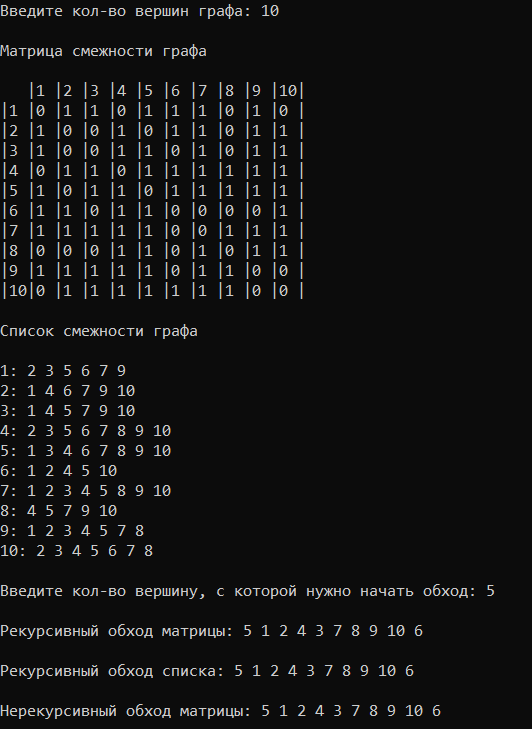 Введите кол-во вершин графа: 10
Матрица смежности графа
   |1 |2 |3 |4 |5 |6 |7 |8 |9 |10|
|1 |0 |1 |1 |0 |1 |1 |1 |0 |1 |0 |
|2 |1 |0 |0 |1 |0 |1 |1 |0 |1 |1 |
|3 |1 |0 |0 |1 |1 |0 |1 |0 |1 |1 |
|4 |0 |1 |1 |0 |1 |1 |1 |1 |1 |1 |
|5 |1 |0 |1 |1 |0 |1 |1 |1 |1 |1 |
|6 |1 |1 |0 |1 |1 |0 |0 |0 |0 |1 |
|7 |1 |1 |1 |1 |1 |0 |0 |1 |1 |1 |
|8 |0 |0 |0 |1 |1 |0 |1 |0 |1 |1 |
|9 |1 |1 |1 |1 |1 |0 |1 |1 |0 |0 |
|10|0 |1 |1 |1 |1 |1 |1 |1 |0 |0 |
Список смежности графа
1: 2 3 5 6 7 9
2: 1 4 6 7 9 10
3: 1 4 5 7 9 10
4: 2 3 5 6 7 8 9 10
5: 1 3 4 6 7 8 9 10
6: 1 2 4 5 10
7: 1 2 3 4 5 8 9 10
8: 4 5 7 9 10
9: 1 2 3 4 5 7 8
10: 2 3 4 5 6 7 8
Введите кол-во вершину, с которой нужно начать обход: 5
Рекурсивный обход матрицы: 5 1 2 4 3 7 8 9 10 6
Рекурсивный обход списка: 5 1 2 4 3 7 8 9 10 6
Нерекурсивный обход матрицы: 5 1 2 4 3 7 8 9 10 6